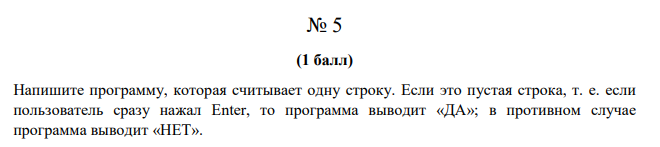 № 5
(1 балл)
Напишите программу, которая считывает одну строку. Если это пустая строка, т. е. если
пользователь сразу нажал Enter, то программа выводит «ДА»; в противном случае
программа выводит «НЕТ».